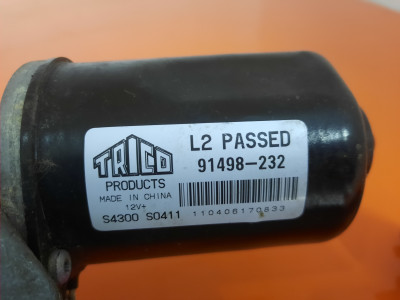 TRICO
PRODUCTS
MADE IN CHINA
12V+
S4300 S0411
L2 PASSED
91498-232
110406170833